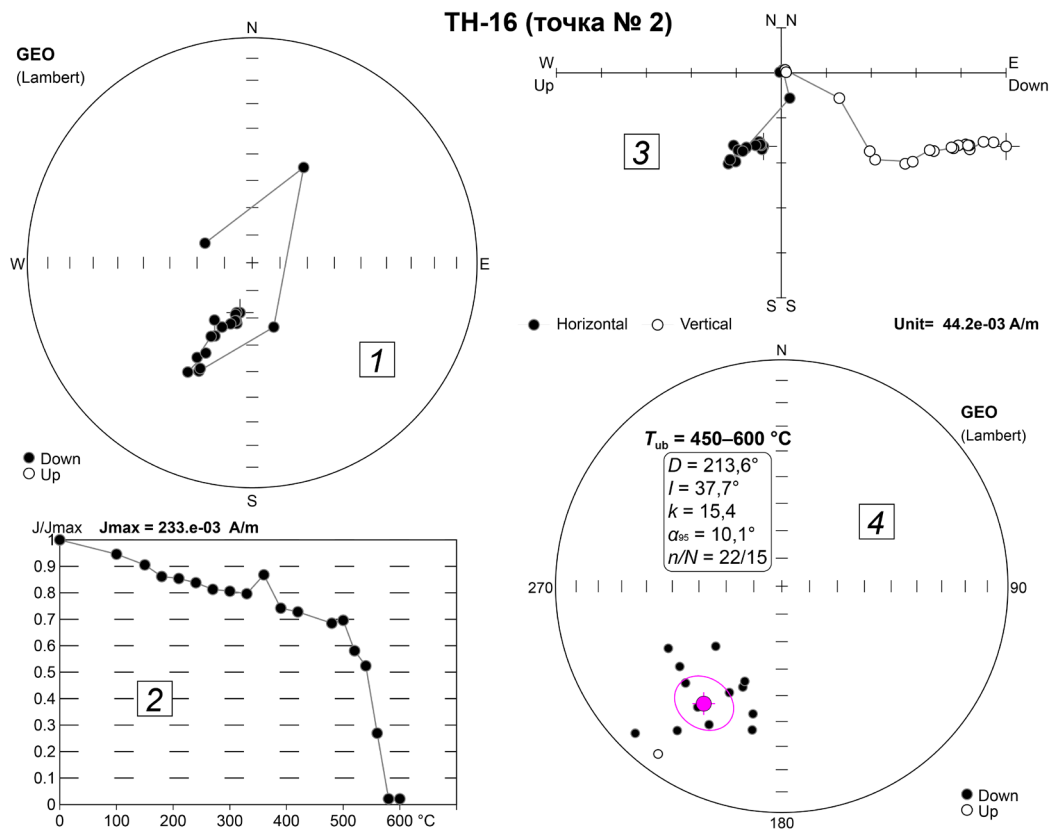 ТН-16 (точка № 2)
GEO
(Lambert)
N
W
E
S
1
Down
Up
N N
W
Up
E
Down
3
S S
Horizontal
Vertical
Unit= 44.2e-03 A/m
J/Jmax
Jmax = 233.e-03 A/m
1
0.9
0.8
0.7
0.6
0.5
0.4
0.3
0.2
0.1
0
2
0 100 200 300 400 500 600 °C
N
GEO
(Lambert)
Tub = 450–600 °C
D = 213,6°
I = 37,7°
k = 15,4
α95 = 10,1°
n/N = 22/15
4
270
90
180
Down
Up